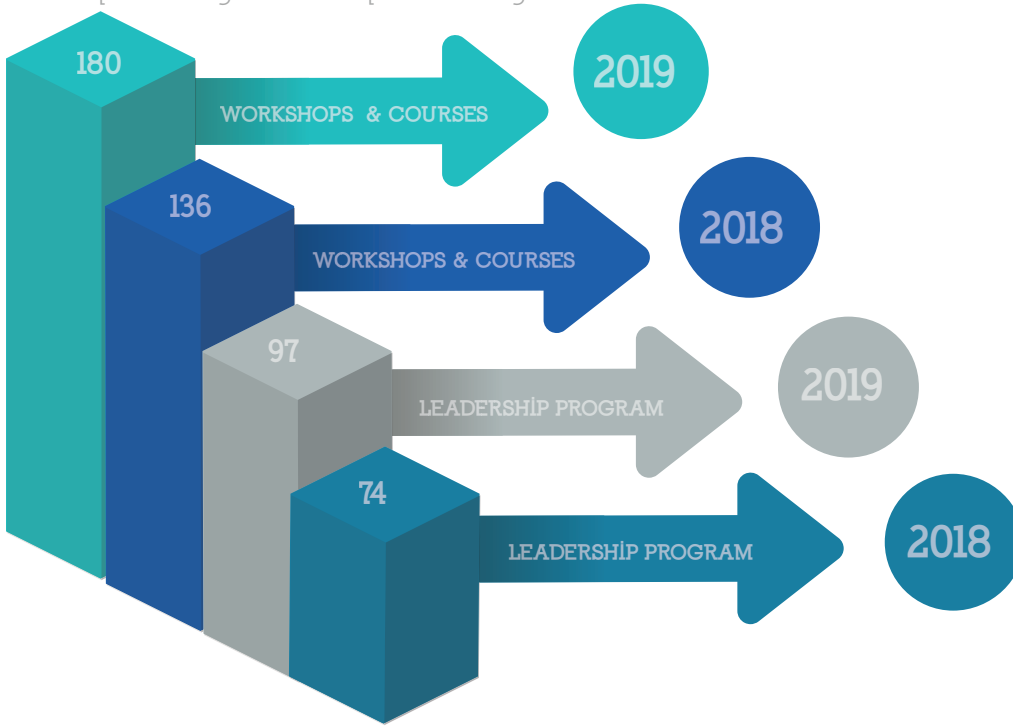 180
WORKSHOPS & COURSES
2019
136
WORKSHOPS & COURSES
2018
97
LEADERSHİP PROGRAM
2019
74
LEADERSHİP PROGRAM
2018